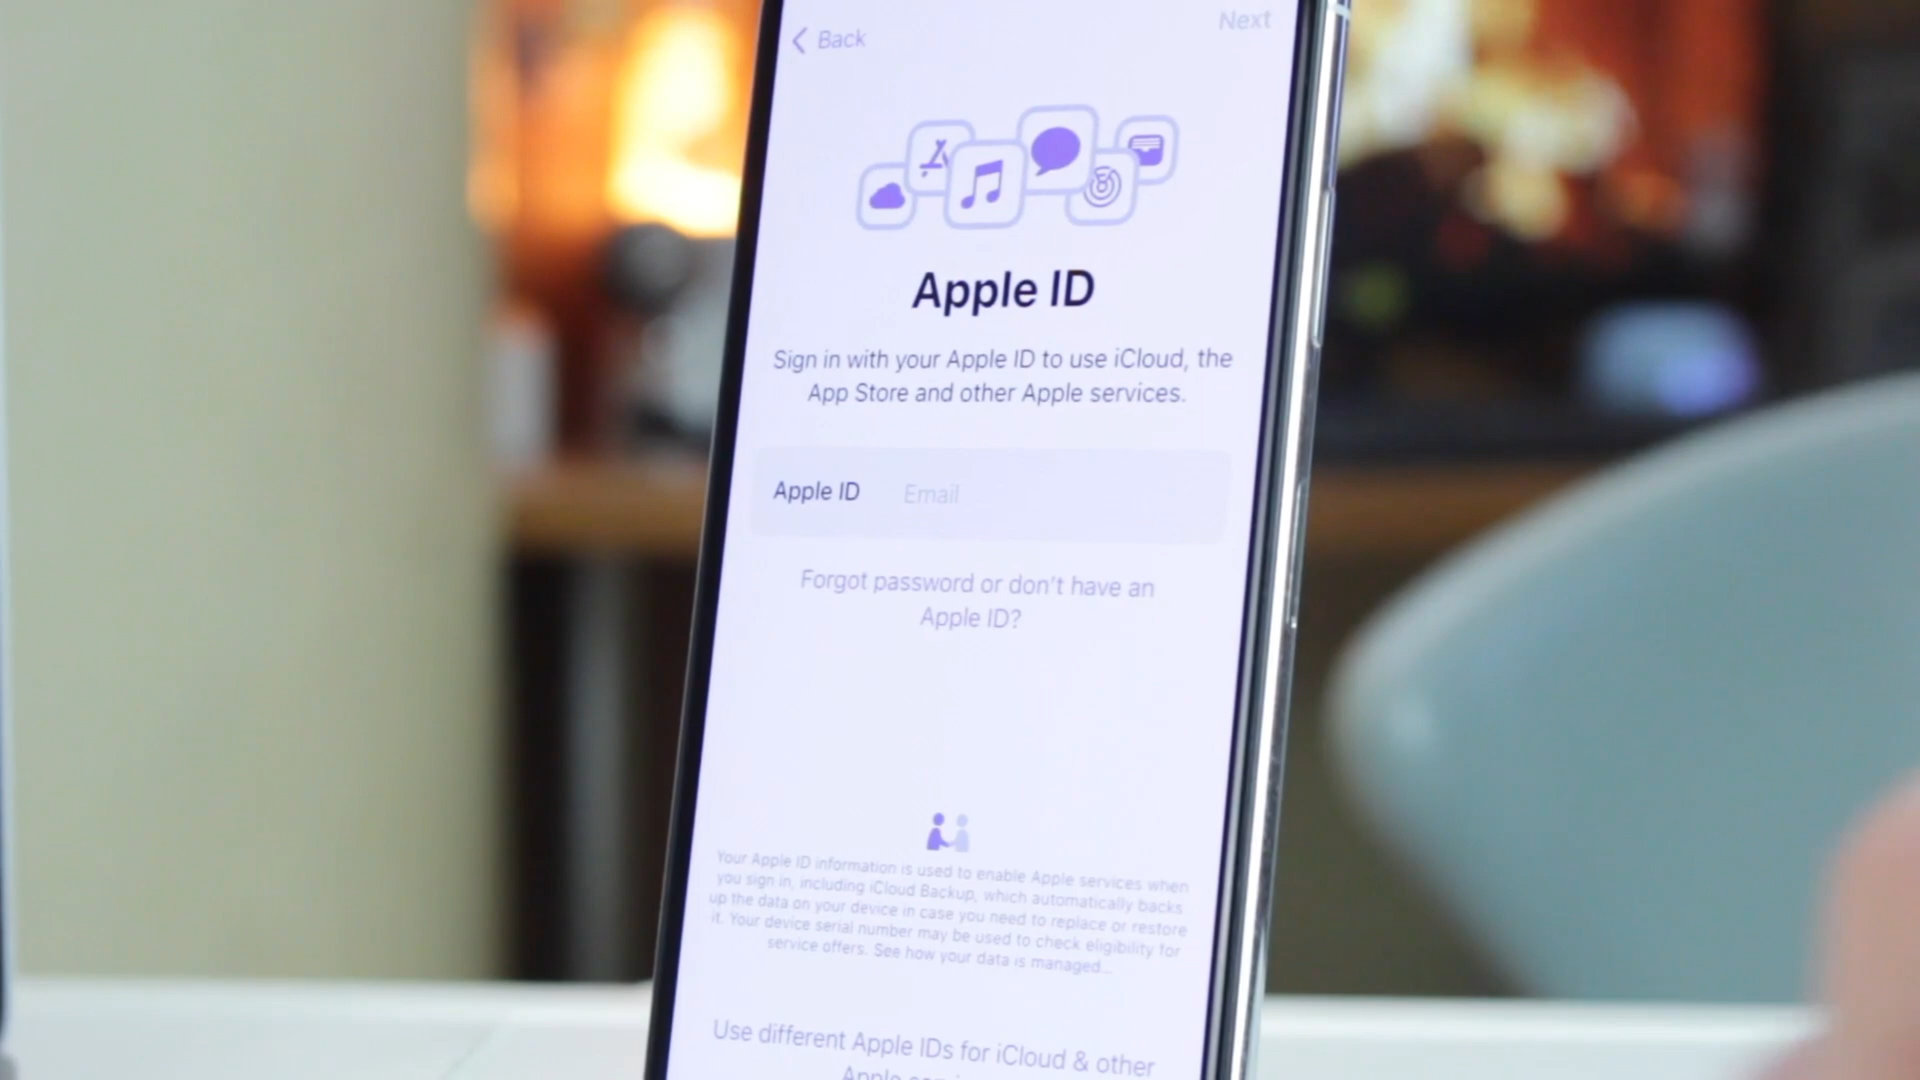 Back
Next
Apple ID
Sign in with your Apple ID to use iCloud, the
App Store and other Apple services.
Apple ID Email
Forgot password or don't have an
Apple ID?
Your Apple ID information is used to enable Apple services when
you sign in, including iCloud Backup, which automatically backs
up the data on your device in case you need to replace or restore
it. Your device serial number may be used to check eligibility for
service offers. See how your data is managed...
Use different Apple IDs for iCloud & other
Apple